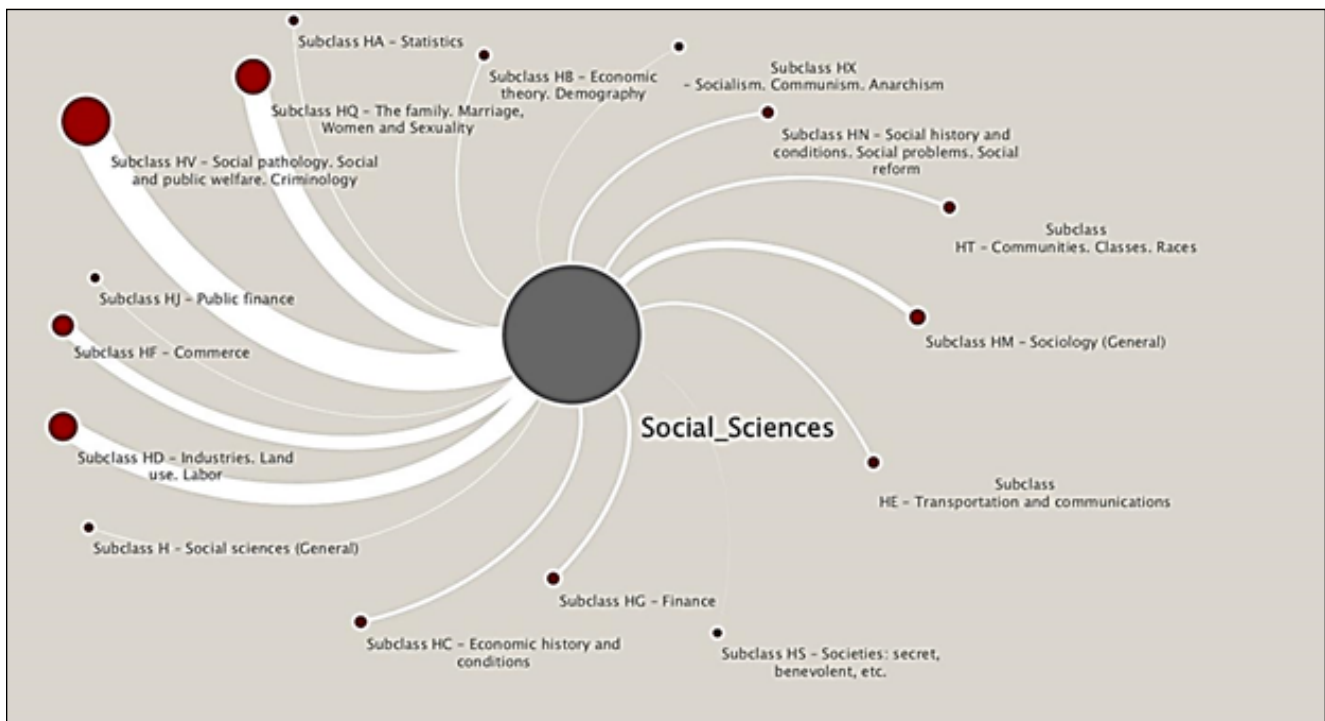 Subclass HA - Statistics
Subclass HB - Economic
theory. Demography
Subclass HX
- Socialism. Communism. Anarchism
Subclass HQ - The family. Marriage,
Women and Sexuality
Subclass HN - Social history and
conditions. Social problems. Social
reform
Subclass HV - Social pathology. Social
and public welfare. Criminology
Subclass
HT - Communities. Classes. Races
Subclass HJ - Public finance
Subclass HF - Commerce
Subclass HM - Sociology (General)
Social_Sciences
Subclass HD - Industries. Land
use. Labor
Subclass
HE - Transportation and communications
Subclass H - Social sciences (General)
Subclass HG - Finance
Subclass HC - Economic history and
conditions
Subclass HS - Societies: secret,
benevolent, etc.